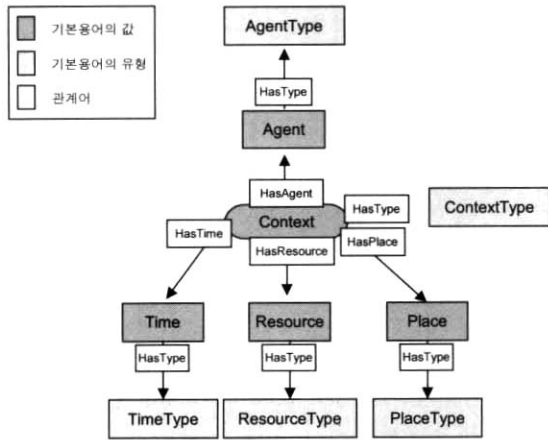 기본용어의 값
기본용어의 유형
관계어
AgentType
HasType
Agent
HasAgent
Context
HasType
ContextType
HasTime
HasResource
HasPlace
Time
Resource
Place
HasType
HasType
HasType
TimeType
ResourceType
PlaceType